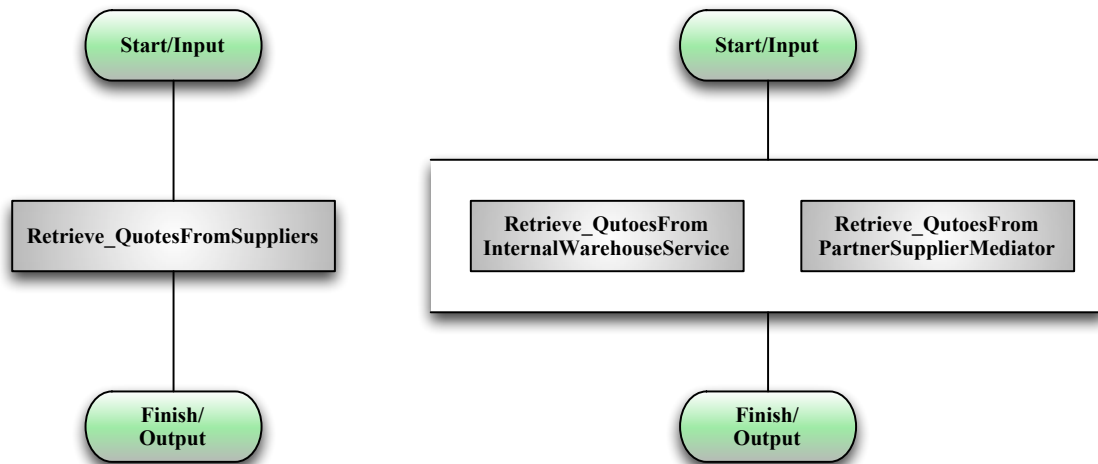 Start/Input
Retrieve_QuotesFromSuppliers
Finish/
Output
Start/Input
Retrieve_QutoesFrom
InternalWarehouseService
Retrieve_QutoesFrom
PartnerSupplierMediator
Finish/
Output